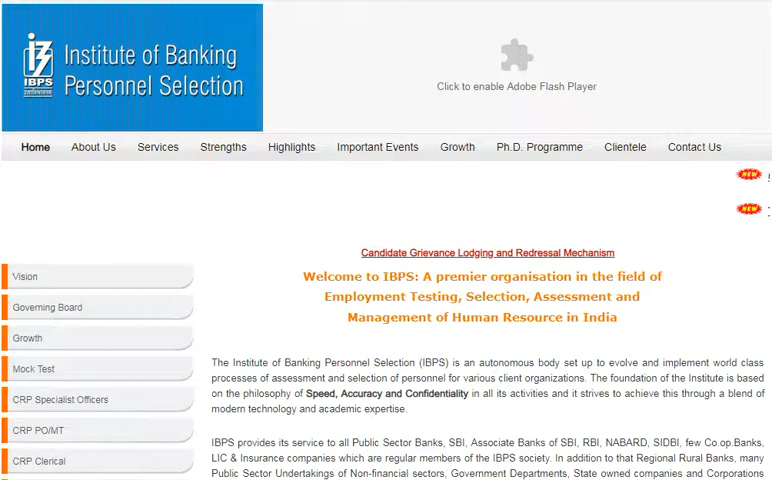 Institute of Banking
Personnel Selection
IBPS
Click to enable Adobe Flash Player
Home About Us Services Strengths Highlights Important Events Growth Ph.D. Programme Clientele Contact Us
NEW
NEW
Candidate Grievance Lodging and Redressal Mechanism
Welcome to IBPS: A premier organisation in the field of
Employment Testing, Selection, Assessment and
Management of Human Resource in India
Vision
Governing Board
Growth
Mock Test
CRP Specialist Officers
CRP PO/MT
CRP Clerical
The Institute of Banking Personnel Selection (IBPS) is an autonomous body set up to evolve and implement world class
processes of assessment and selection of personnel for various client organizations. The foundation of the Institute is based
on the philosophy of Speed, Accuracy and Confidentiality in all its activities and it strives to achieve this through a blend of
modern technology and academic expertise.
IBPS provides its service to all Public Sector Banks, SBI, Associate Banks of SBI, RBI, NABARD, SIDBI, few Co.op.Banks,
LIC & Insurance companies which are regular members of the IBPS society. In addition to that Regional Rural Banks, many
Public Sector Undertakings of Non-financial sectors, Government Departments, State owned companies and Corporations